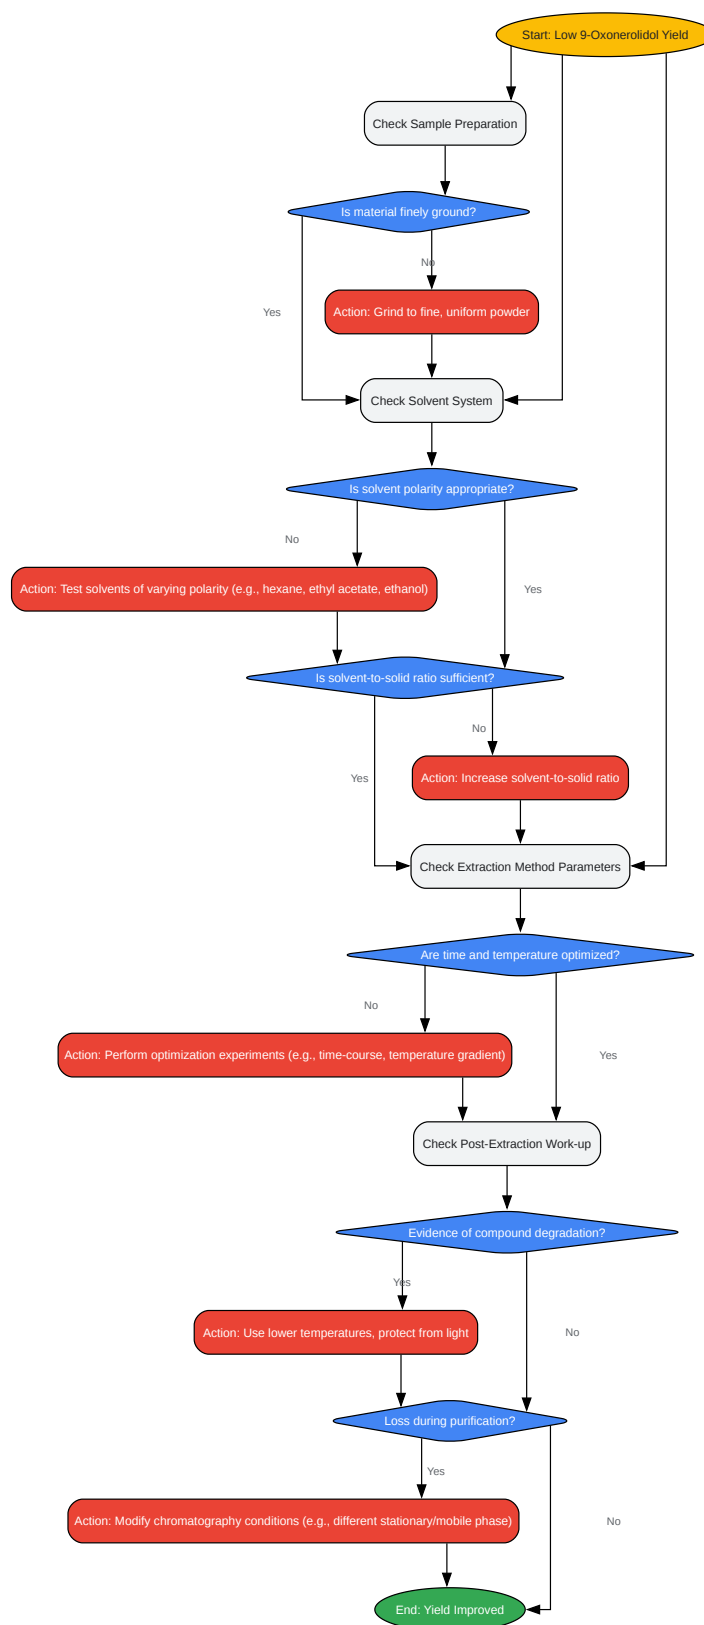 Start: Low 9-Oxonerolidol Yield
Check Sample Preparation
Is material finely ground?
No
Yes
Action: Grind to fine, uniform powder
Check Solvent System
Is solvent polarity appropriate?
No
Action: Test solvents of varying polarity (e.g., hexane, ethyl acetate, ethanol)
Yes
Is solvent-to-solid ratio sufficient?
No
Yes
Action: Increase solvent-to-solid ratio
Check Extraction Method Parameters
Are time and temperature optimized?
No
Action: Perform optimization experiments (e.g., time-course, temperature gradient)
Yes
Check Post-Extraction Work-up
Evidence of compound degradation?
Yes
Action: Use lower temperatures, protect from light
No
Loss during purification?
Yes
Action: Modify chromatography conditions (e.g., different stationary/mobile phase)
No
End: Yield Improved